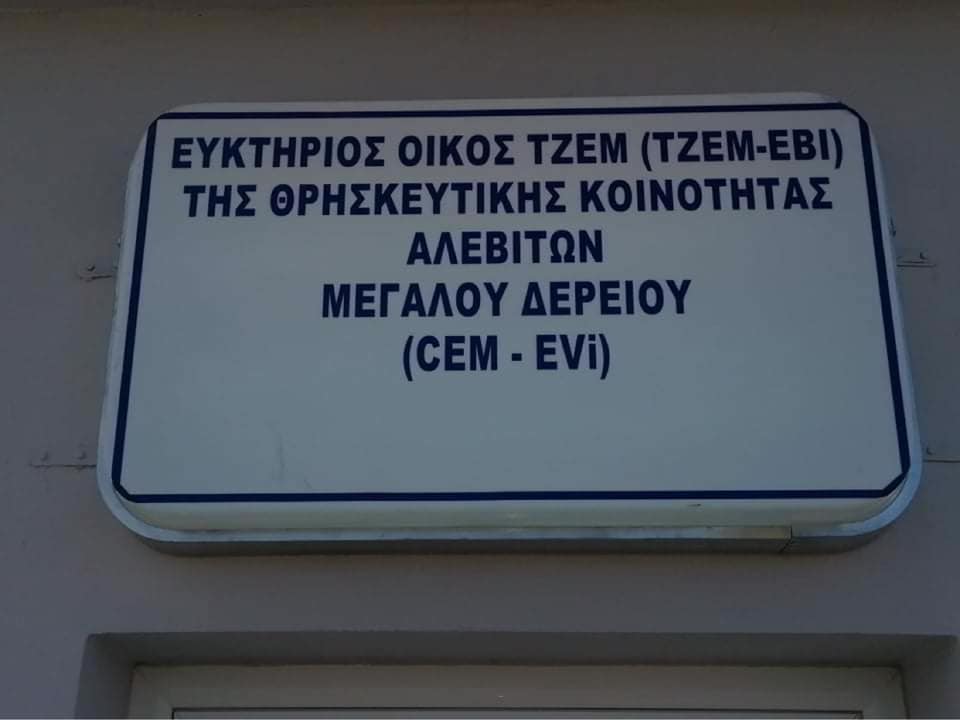 ΕΥΚΤΗΡΙΟΣ ΟΙΚΟΣ ΤΖΕΜ (ΤΖΕΜ-ΕΒΙ)
ΤΗΣ ΘΡΗΣΚΕΥΤΙΚΗΣ ΚΟΙΝΟΤΗΤΑΣ
ΑΛΕΒΙΤΩΝ
ΜΕΓΑΛΟΥ ΔΕΡΕΙΟΥ
(CEM - EVi)